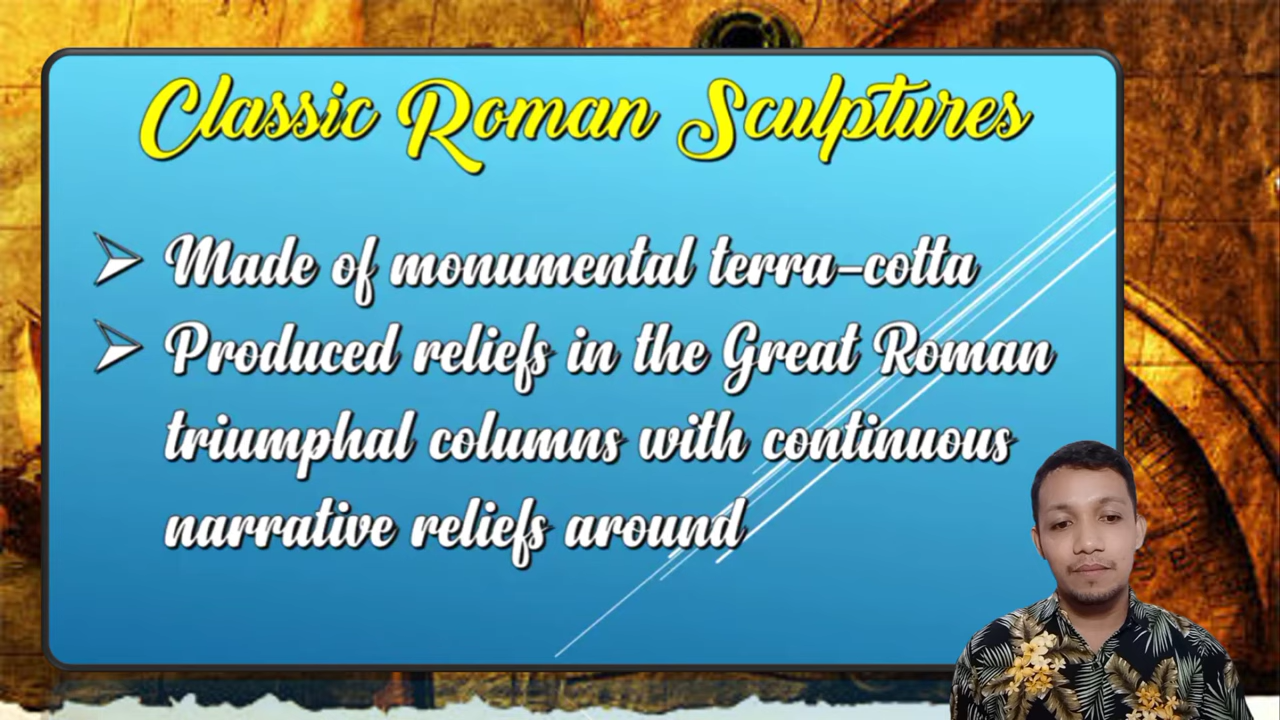 Classic Roman Sculptures
Made of monumental terra-cotta
Produced reliefs in the Great Roman
triumphal columns with continuous
narrative reliefs around